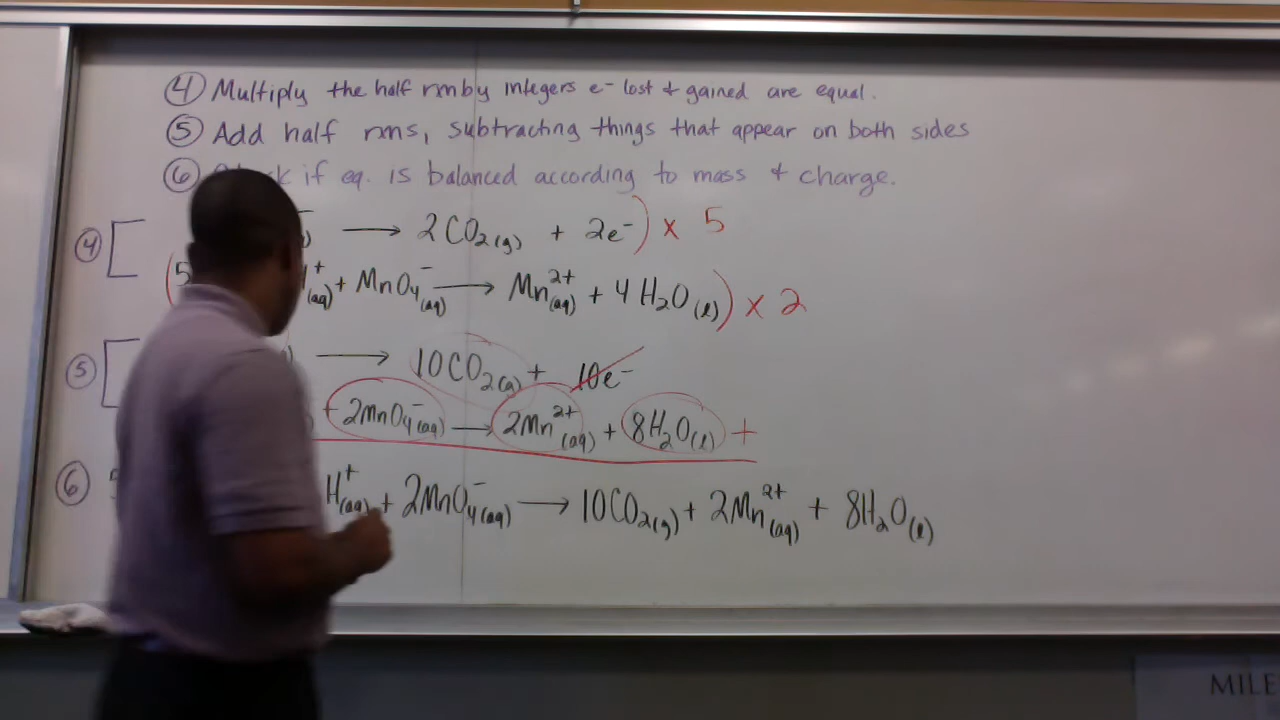 ④ Multiply the half rxns by integers e⁻ lost & gained are equal.
⑤ Add half rxns, subtracting things that appear on both sides
⑥ if eq. is balanced according to mass & charge.
④ [ ⟶ 2CO₂(g) + 2e⁻) × 5
(5 ⁺(aq) + MnO₄⁻(aq) ⟶ Mn²⁺(aq) + 4H₂O(l)) × 2
⑤ [ ⟶ 10CO₂(g) + 10e⁻
+ 2MnO₄⁻(aq) ⟶ 2Mn²⁺(aq) + 8H₂O(l) +
⑥ H⁺(aq) + 2MnO₄⁻(aq) ⟶ 10CO₂(g) + 2Mn²⁺(aq) + 8H₂O(l)
MILE